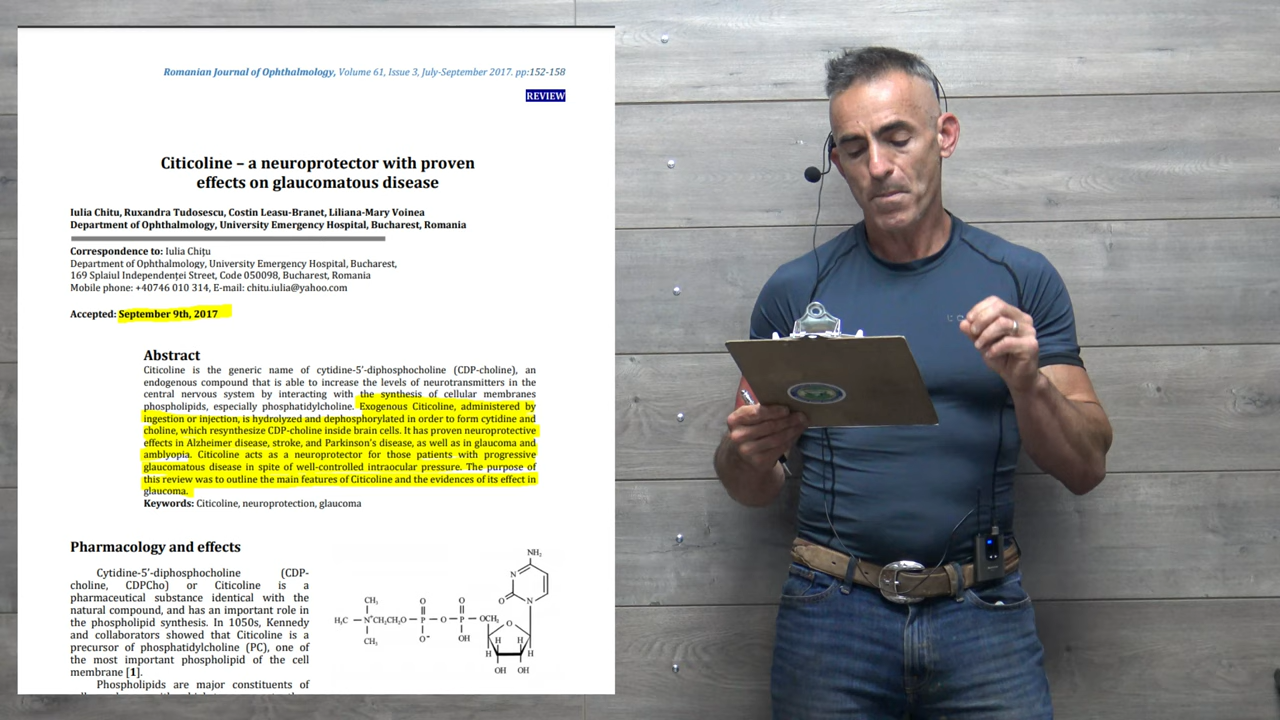 Romanian Journal of Ophthalmology, Volume 61, Issue 3, July-September 2017. pp:152-158
REVIEW
Citicoline – a neuroprotector with proven
effects on glaucomatous disease
Iulia Chitu, Ruxandra Tudosescu, Costin Leasu-Branet, Liliana-Mary Voinea
Department of Ophthalmology, University Emergency Hospital, Bucharest, Romania
Correspondence to: Iulia Chițu
Department of Ophthalmology, University Emergency Hospital, Bucharest,
169 Splaiul Independenței Street, Code 050098, Bucharest, Romania
Mobile phone: +40746 010 314, E-mail: chitu.iulia@yahoo.com
Accepted: September 9th, 2017
Abstract
Citicoline is the generic name of cytidine-5'-diphosphocholine (CDP-choline), an
endogenous compound that is able to increase the levels of neurotransmitters in the
central nervous system by interacting with the synthesis of cellular membranes
phospholipids, especially phosphatidylcholine. Exogenous Citicoline, administered by
ingestion or injection, is hydrolyzed and dephosphorylated in order to form cytidine and
choline, which resynthesize CDP-choline inside brain cells. It has proven neuroprotective
effects in Alzheimer disease, stroke, and Parkinson's disease, as well as in glaucoma and
amblyopia. Citicoline acts as a neuroprotector for those patients with progressive
glaucomatous disease in spite of well-controlled intraocular pressure. The purpose of
this review was to outline the main features of Citicoline and the evidences of its effect in
glaucoma.
Keywords: Citicoline, neuroprotection, glaucoma
Pharmacology and effects
Cytidine-5'-diphosphocholine (CDP-
choline, CDPCho) or Citicoline is a
pharmaceutical substance identical with the
natural compound, and has an important role in
the phospholipid synthesis. In 1050s, Kennedy
and collaborators showed that Citicoline is a
precursor of phosphatidylcholine (PC), one of
the most important phospholipid of the cell
membrane [1].
Phospholipids are major constituents of
NH₂
N
O
N
CH₃
O
O
H₃C
N⁺CH₂CH₂O
P
O
P
OCH₂
O
CH₃
O⁻
OH
H
H
H
H
OH
OH